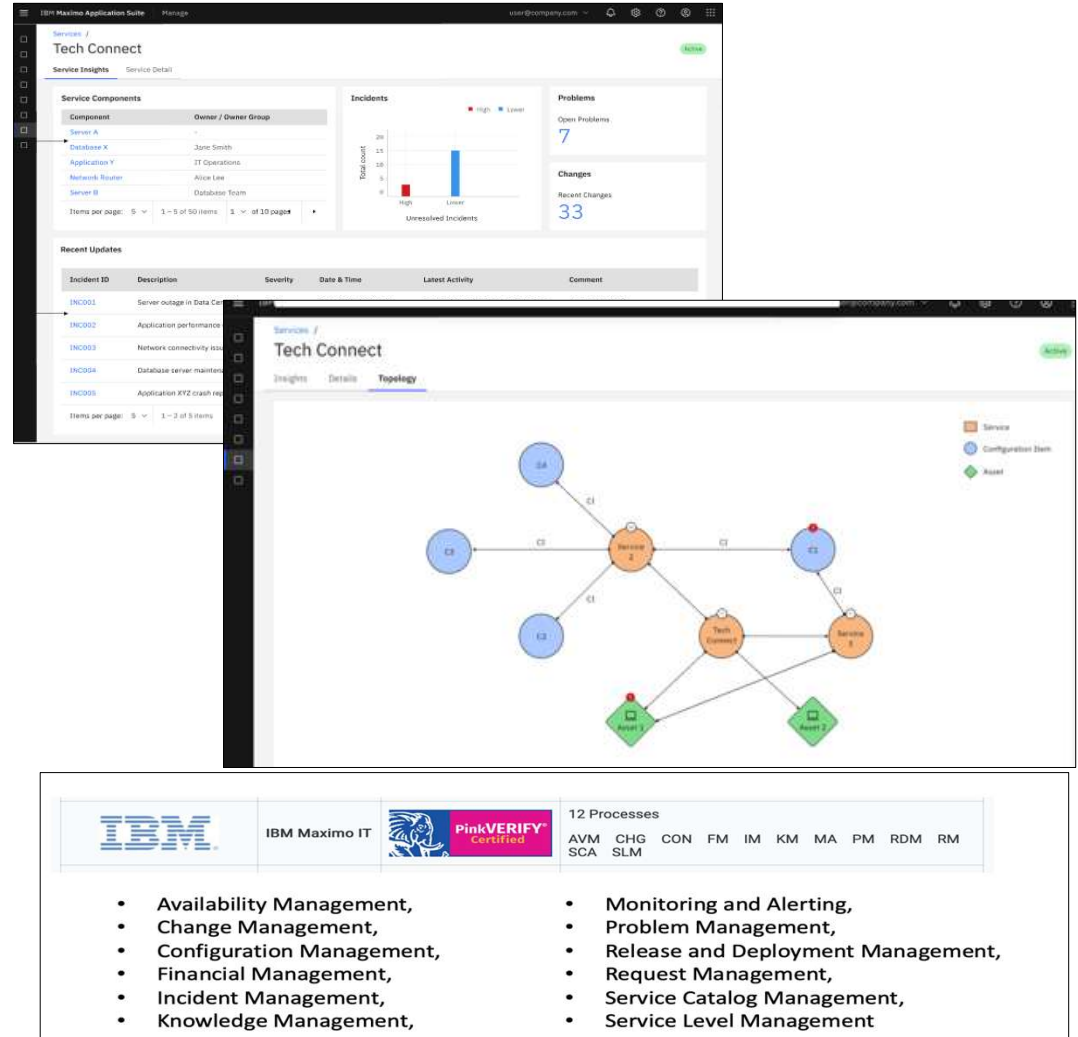 IBM Maximo Application Suite Manage user@company.com
Services /
Tech Connect
Active
Service Insights Service Detail
Service Components
Component Owner / Owner Group
Server A -
Database X Jane Smith
Application Y IT Operations
Network Router Alice Lee
Server B Database Team
Items per page: 5 1 – 5 of 50 items 1 of 10 pages
Incidents
High Lower
Total count
20
15
10
5
0
High Lower
Unresolved Incidents
Problems
Open Problems
7
Changes
Recent Changes
33
Recent Updates
Incident ID Description Severity Date & Time Latest Activity Comment
INC001 Server outage in Data Cen
INC002 Application performance
INC003 Network connectivity issu
INC004 Database server maintena
INC005 Application XYZ crash rep
Items per page: 5 1 – 2 of 5 items
Services /
Tech Connect
Active
Insights Details Topology
Service
Configuration Item
Asset
CI
CI
CI
CI
CI
Service
2
Tech
Connect
Service
Asset 1
Asset 2
IBM
IBM Maximo IT
PinkVERIFY
Certified
12 Processes
AVM CHG CON FM IM KM MA PM RDM RM
SCA SLM
• Availability Management,
• Change Management,
• Configuration Management,
• Financial Management,
• Incident Management,
• Knowledge Management,
• Monitoring and Alerting,
• Problem Management,
• Release and Deployment Management,
• Request Management,
• Service Catalog Management,
• Service Level Management